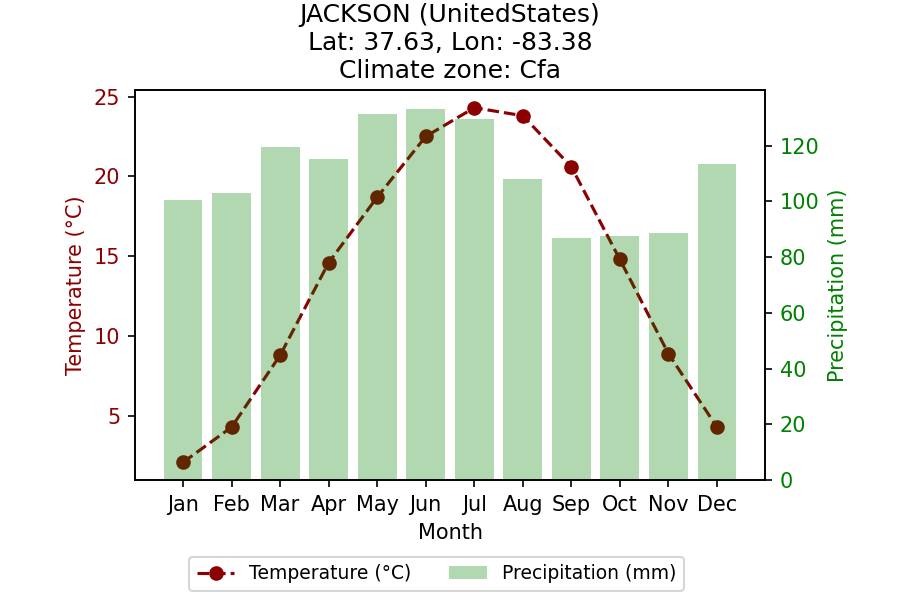 JACKSON (UnitedStates)
Lat: 37.63, Lon: -83.38
Climate zone: Cfa
25
20
15
10
5
Temperature (°C)
120
100
80
60
40
20
0
Precipitation (mm)
Jan Feb Mar Apr May Jun Jul Aug Sep Oct Nov Dec
Month
Temperature (°C) Precipitation (mm)